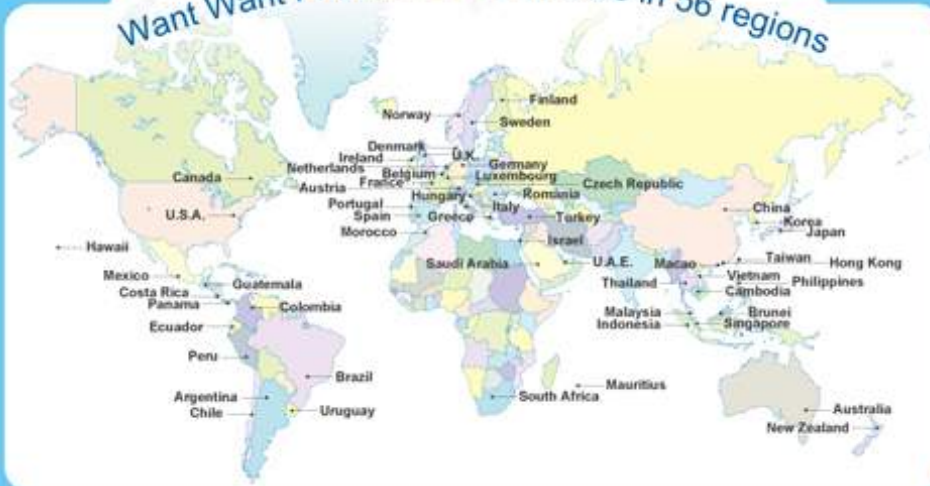 Want Want in 56 regions
Finland
Norway
Sweden
Denmark
U.K.
Ireland
Netherlands
Germany
Belgium
Luxembourg
Canada
France
Czech Republic
Austria
Hungary
Romania
Portugal
Italy
China
U.S.A.
Spain
Greece
Turkey
Korea
Morocco
Japan
Israel
Hawaii
Saudi Arabia
U.A.E.
Macao
Taiwan
Hong Kong
Mexico
Guatemala
Thailand
Vietnam
Philippines
Costa Rica
Cambodia
Panama
Colombia
Malaysia
Brunei
Ecuador
Indonesia
Singapore
Peru
Brazil
Mauritius
Argentina
South Africa
Chile
Uruguay
Australia
New Zealand